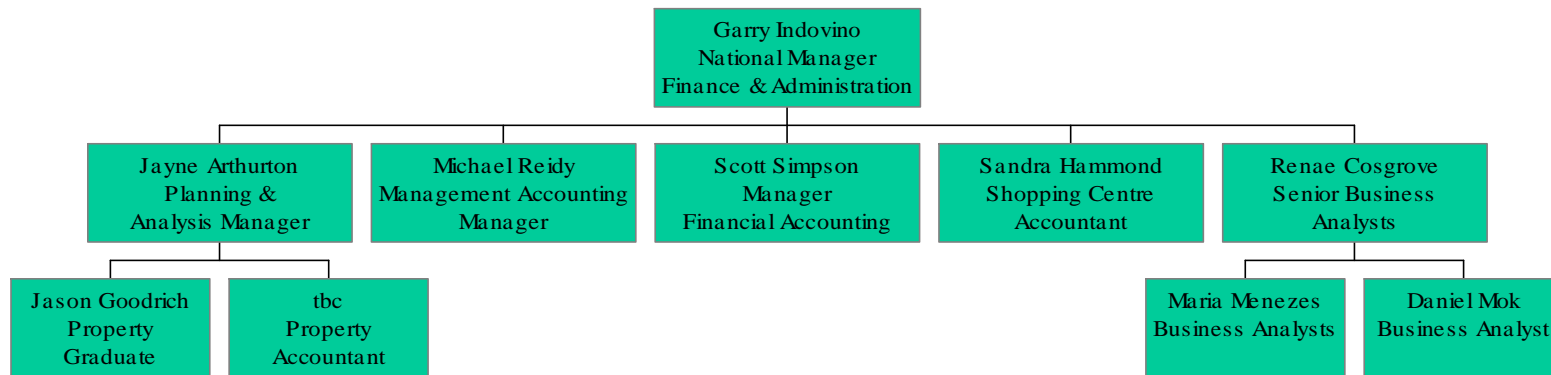 Garry Indovino
National Manager
Finance & Administration
Jayne Arthurton
Planning &
Analysis Manager
Michael Reidy
Management Accounting
Manager
Scott Simpson
Manager
Financial Accounting
Sandra Hammond
Shopping Centre
Accountant
Renae Cosgrove
Senior Business
Analysts
Jason Goodrich
Property
Graduate
tbc
Property
Accountant
Maria Menezes
Business Analysts
Daniel Mok
Business Analyst